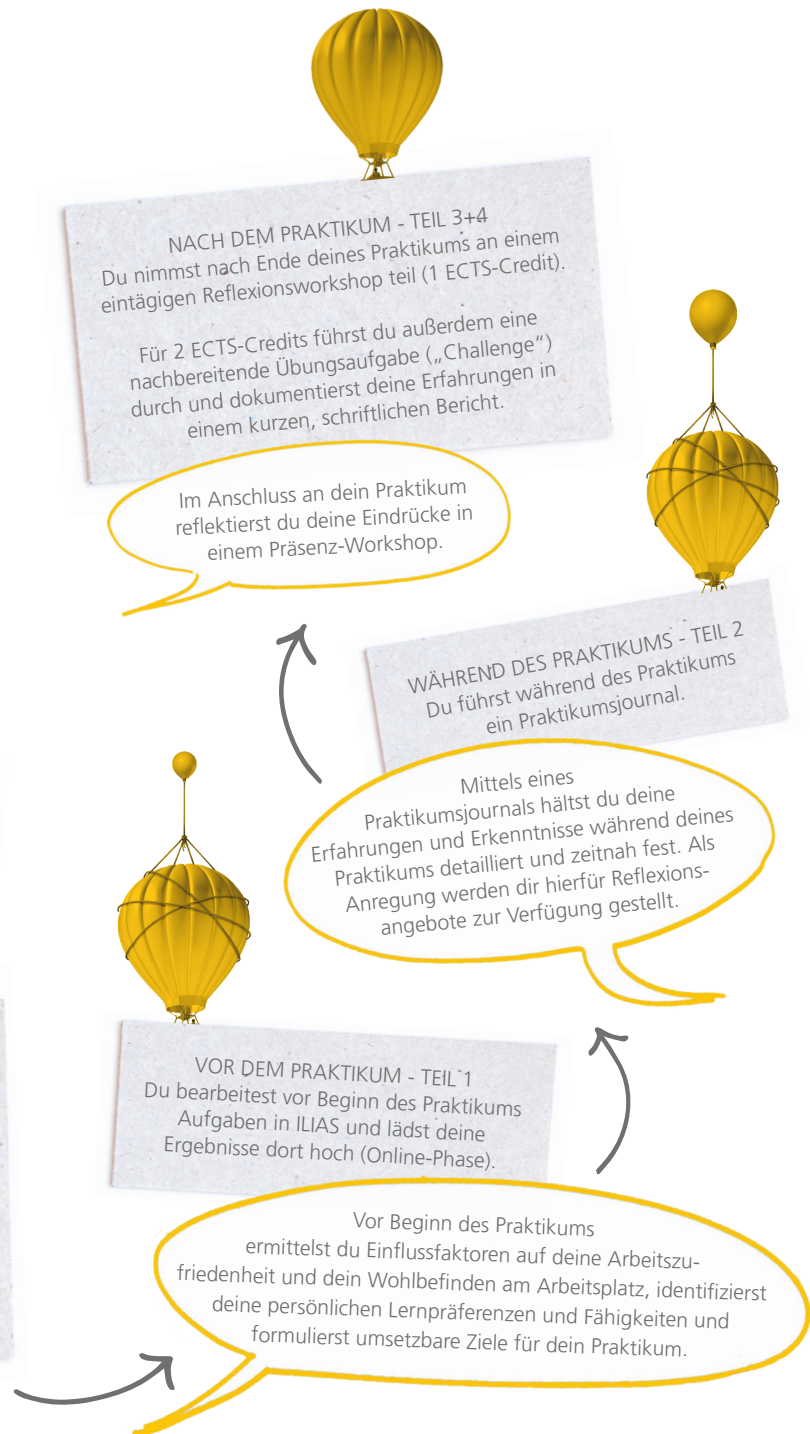 NACH DEM PRAKTIKUM - TEIL 3+4
Du nimmst nach Ende deines Praktikums an einem
eintägigen Reflexionsworkshop teil (1 ECTS-Credit).
Für 2 ECTS-Credits führst du außerdem eine
nachbereitende Übungsaufgabe („Challenge“)
durch und dokumentierst deine Erfahrungen in
einem kurzen, schriftlichen Bericht.
Im Anschluss an dein Praktikum
reflektierst du deine Eindrücke in
einem Präsenz-Workshop.
WÄHREND DES PRAKTIKUMS - TEIL 2
Du führst während des Praktikums
ein Praktikumsjournal.
Mittels eines
Praktikumsjournals hältst du deine
Erfahrungen und Erkenntnisse während deines
Praktikums detailliert und zeitnah fest. Als
Anregung werden dir hierfür Reflexions-
angebote zur Verfügung gestellt.
VOR DEM PRAKTIKUM - TEIL 1
Du bearbeitest vor Beginn des Praktikums
Aufgaben in ILIAS und lädst deine
Ergebnisse dort hoch (Online-Phase).
Vor Beginn des Praktikums
ermittelst du Einflussfaktoren auf deine Arbeitszu-
friedenheit und dein Wohlbefinden am Arbeitsplatz, identifizierst
deine persönlichen Lernpräferenzen und Fähigkeiten und
formulierst umsetzbare Ziele für dein Praktikum.